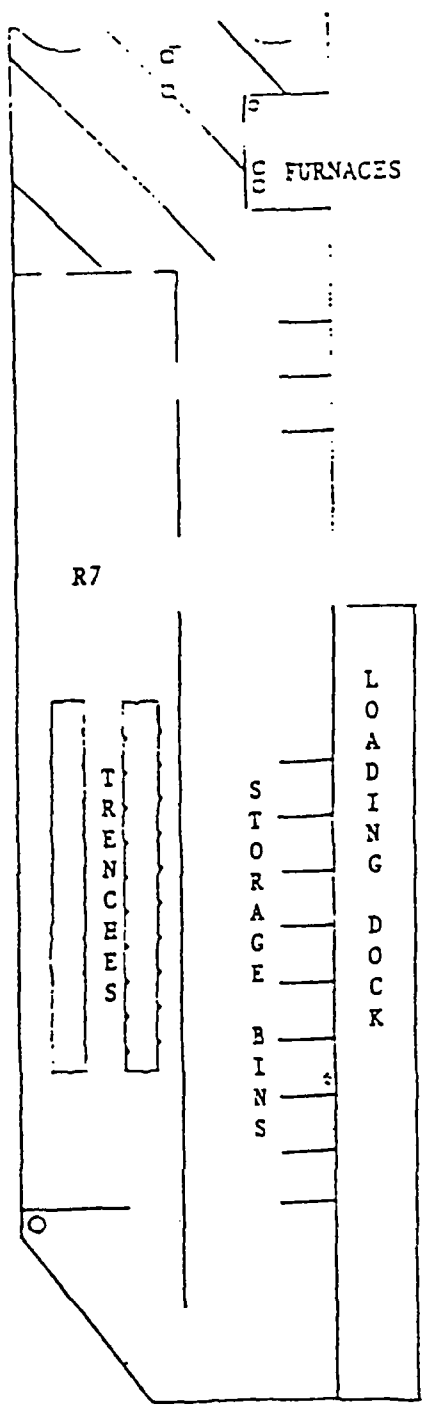 FURNACES
R7
LOADING DOCK
TRENCHES
STORAGE BINS